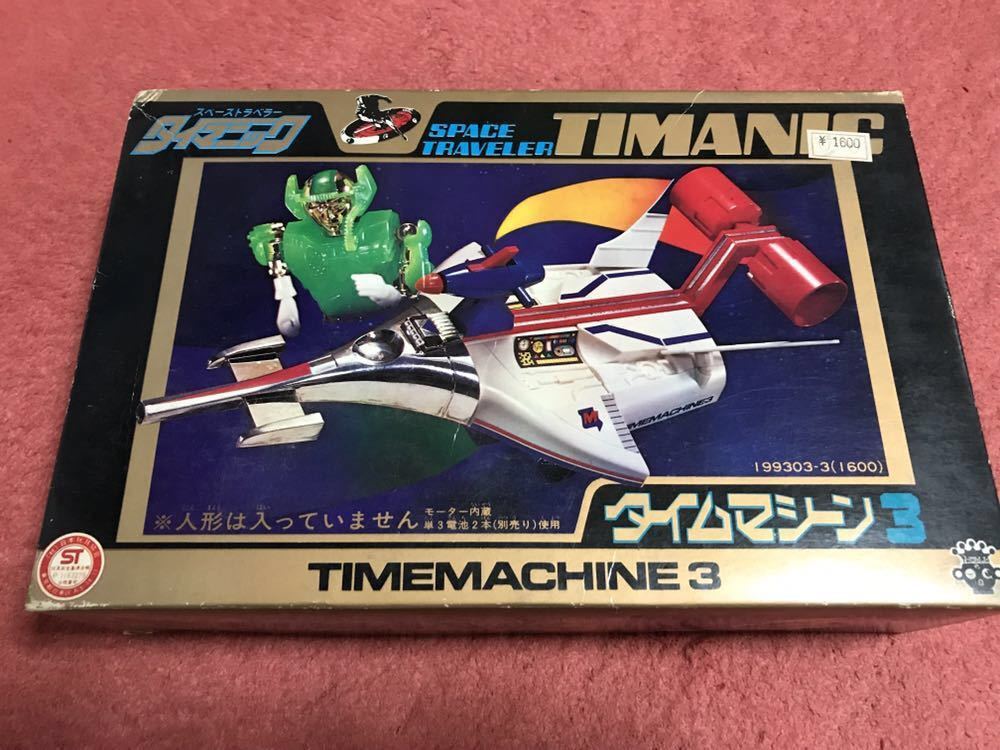 スペーストラベラー
タイマニック
SPACE
TRAVELER
TIMANIC
¥1600
M
TIMEMACHINE3
199303-3(1600)
※人形は入っていません
モーター内蔵
単3電池2本(別売り)使用
タイムマシーン3
ST
TIMEMACHINE 3